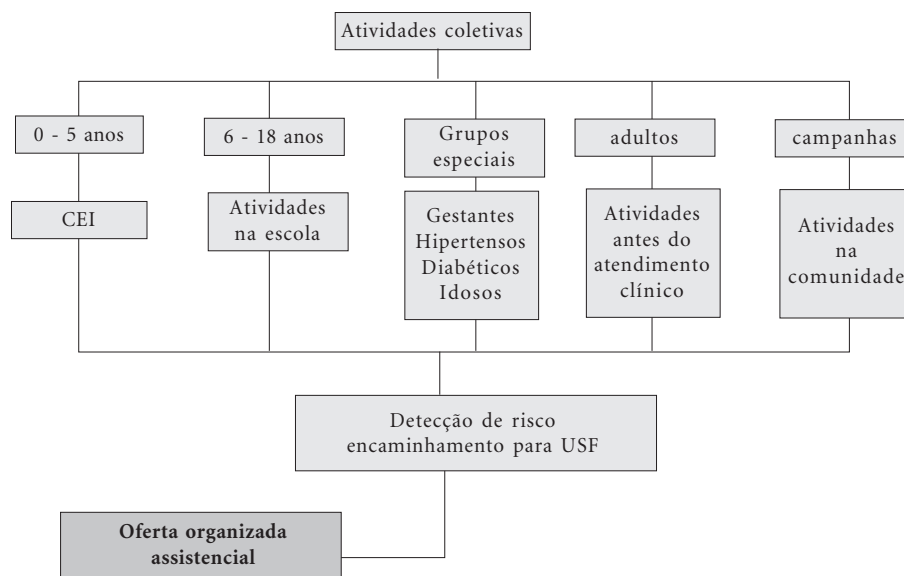 Atividades coletivas
0 - 5 anos
6 - 18 anos
Grupos
especiais
adultos
campanhas
CEI
Atividades
na escola
Gestantes
Hipertensos
Diabéticos
Idosos
Atividades
antes do
atendimento
clínico
Atividades
na
comunidade
Detecção de risco
encaminhamento para USF
Oferta organizada
assistencial